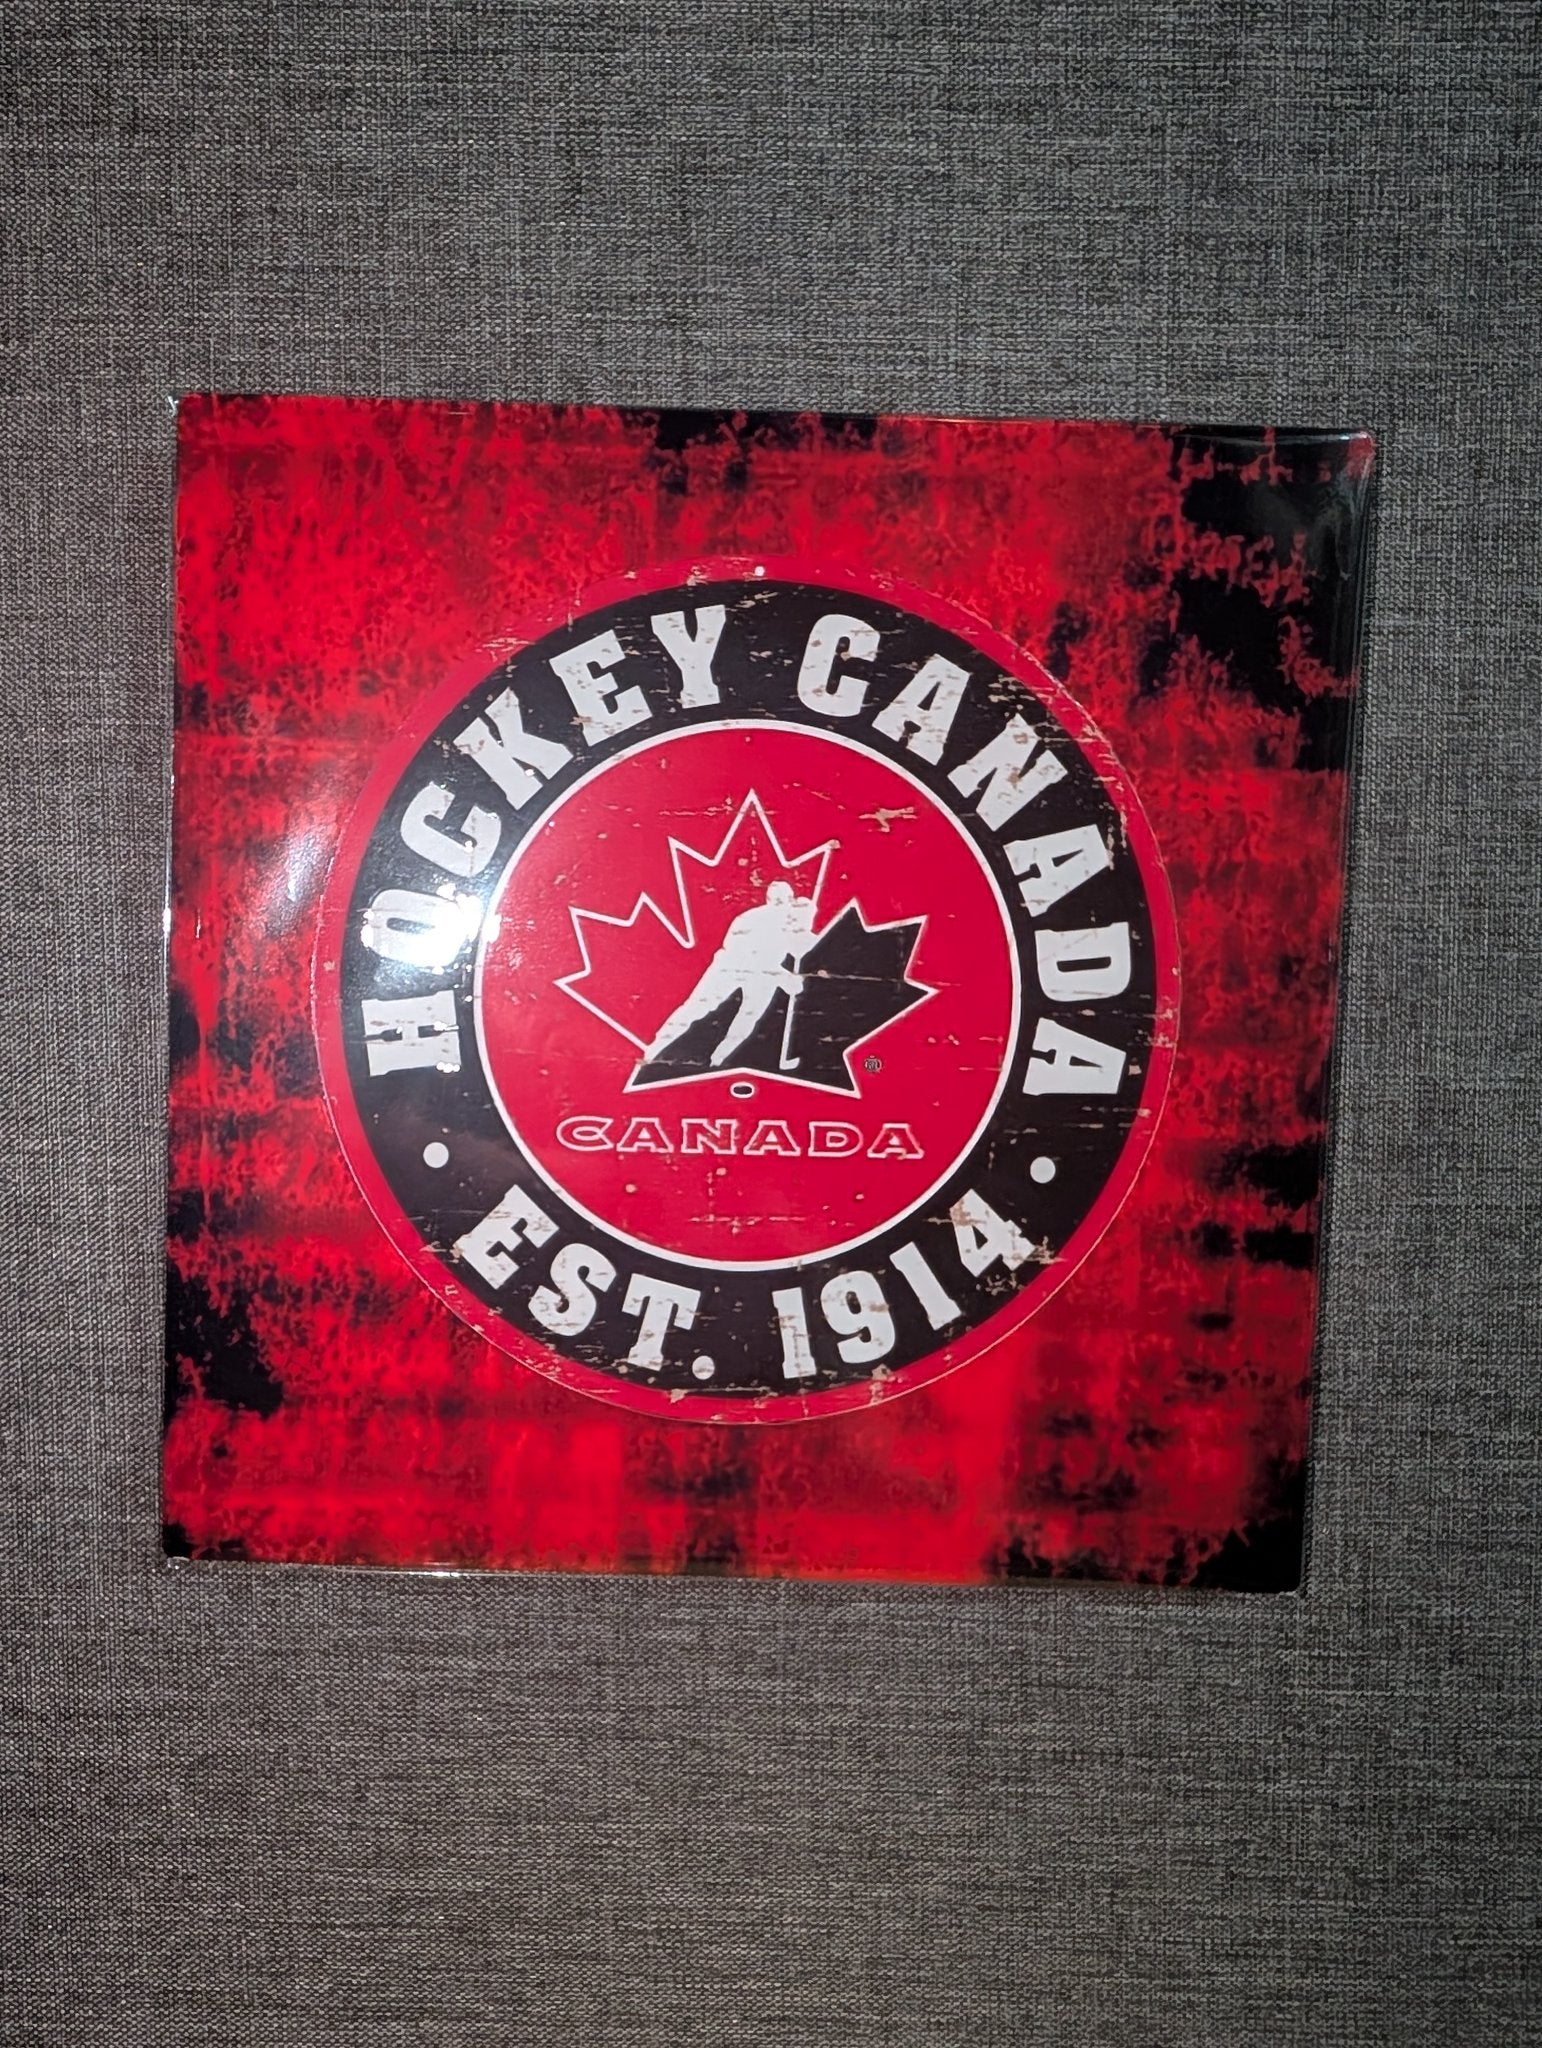 HOCKEY CANADA
CANADA
• EST. 1914 •